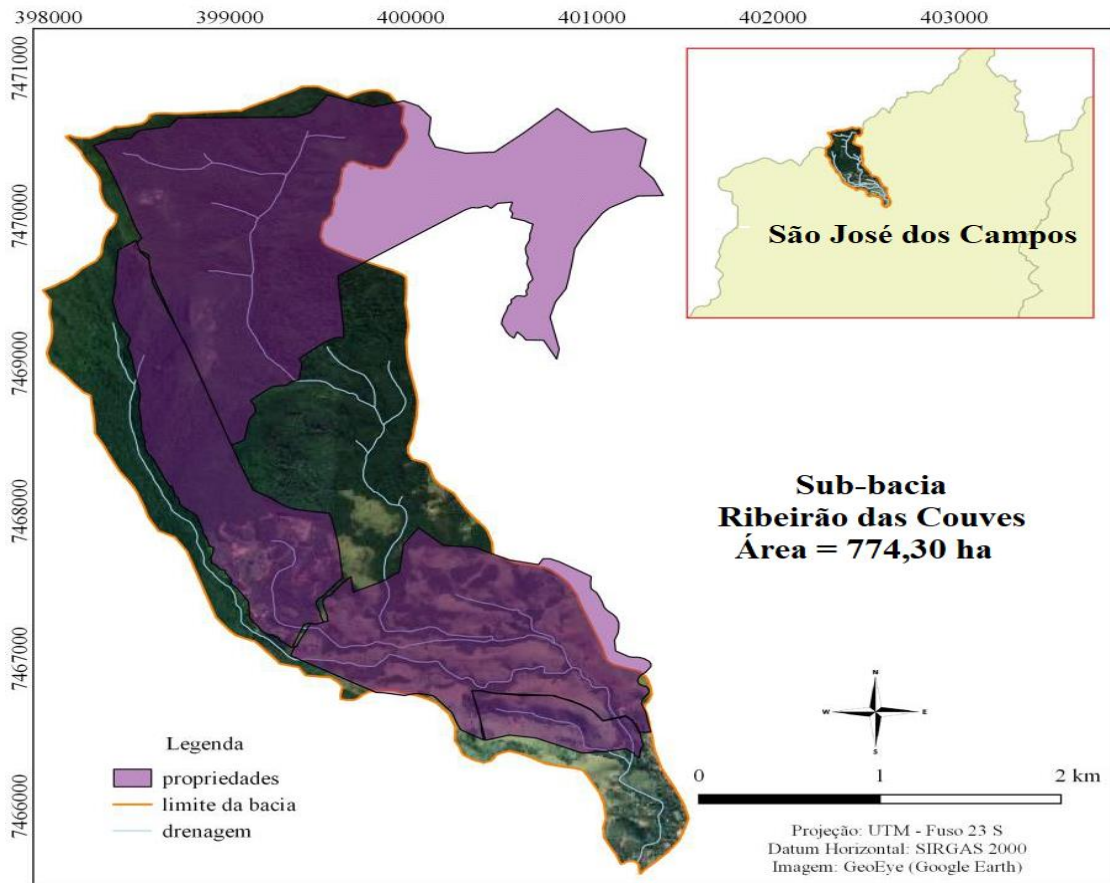 398000 399000 400000 401000 402000 403000
7471000
7470000
7469000
7468000
7467000
7466000
São José dos Campos
Sub-bacia
Ribeirão das Couves
Área = 774,30 ha
N
W E
S
Legenda
propriedades
limite da bacia
drenagem
0 1 2 km
Projeção: UTM - Fuso 23 S
Datum Horizontal: SIRGAS 2000
Imagem: GeoEye (Google Earth)